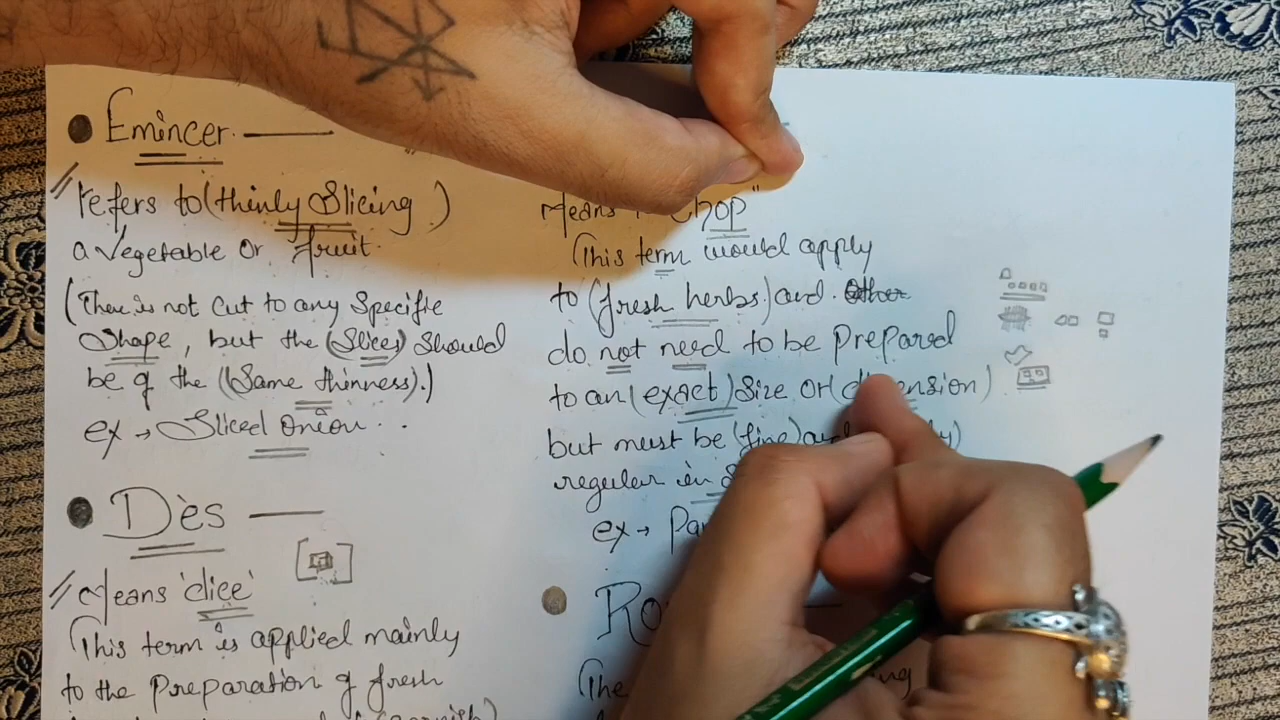 Emincer
refers to (thinly Slicing)
a Vegetable or fruit
(There is not Cut to any Specific
Shape, but the (Slices) Should
be of the (Same thinness).)
ex → Sliced Onion..
Dès
Means 'dice'
This term is applied mainly
to the Preparation of fresh
Means "Chop"
This term would apply
to (fresh herbs) and
do not need to be prepared
to an (exact) Size or (dimension)
but must be (fine) and
regular in
ex →
The